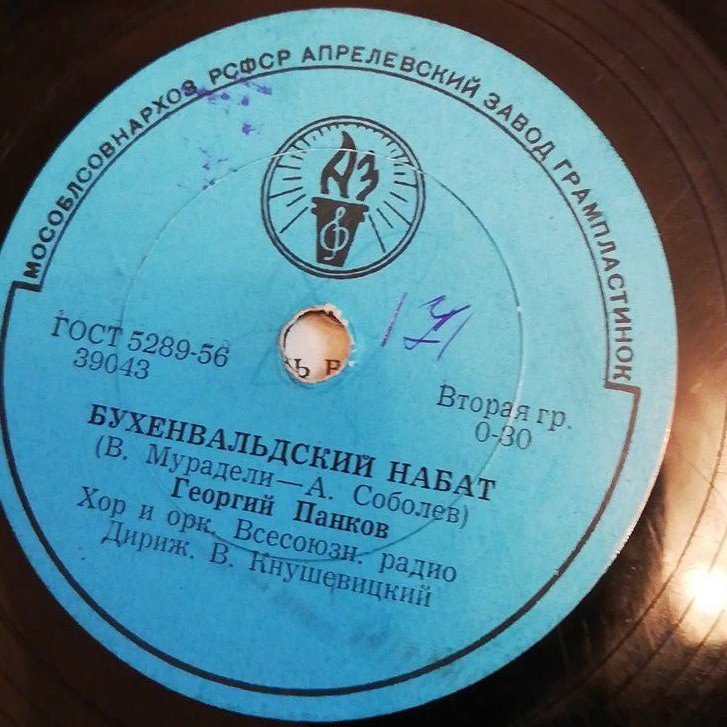 МОСОБЛСОВНАРХОЗ РСФСР АПРЕЛЕВСКИЙ ЗАВОД ГРАМПЛАСТИНОК
АЗ
ГОСТ 5289-56
39043
Вторая гр.
0-30
БУХЕНВАЛЬДСКИЙ НАБАТ
(В. Мурадели—А. Соболев)
Георгий Панков
Хор и орк. Всесоюзн. радио
Дириж. В. Кнушевицкий